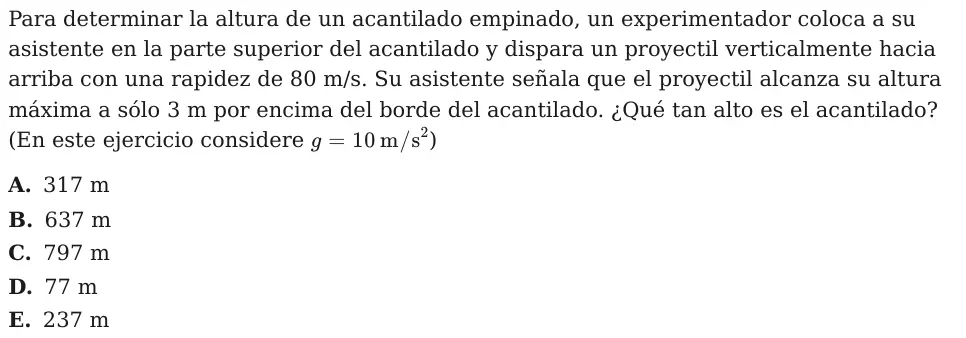 Para determinar la altura de un acantilado empinado, un experimentador coloca a su
asistente en la parte superior del acantilado y dispara un proyectil verticalmente hacia
arriba con una rapidez de 80 m/s. Su asistente señala que el proyectil alcanza su altura
máxima a sólo 3 m por encima del borde del acantilado. ¿Qué tan alto es el acantilado?
(En este ejercicio considere g = 10 m/s²)
A. 317 m
B. 637 m
C. 797 m
D. 77 m
E. 237 m